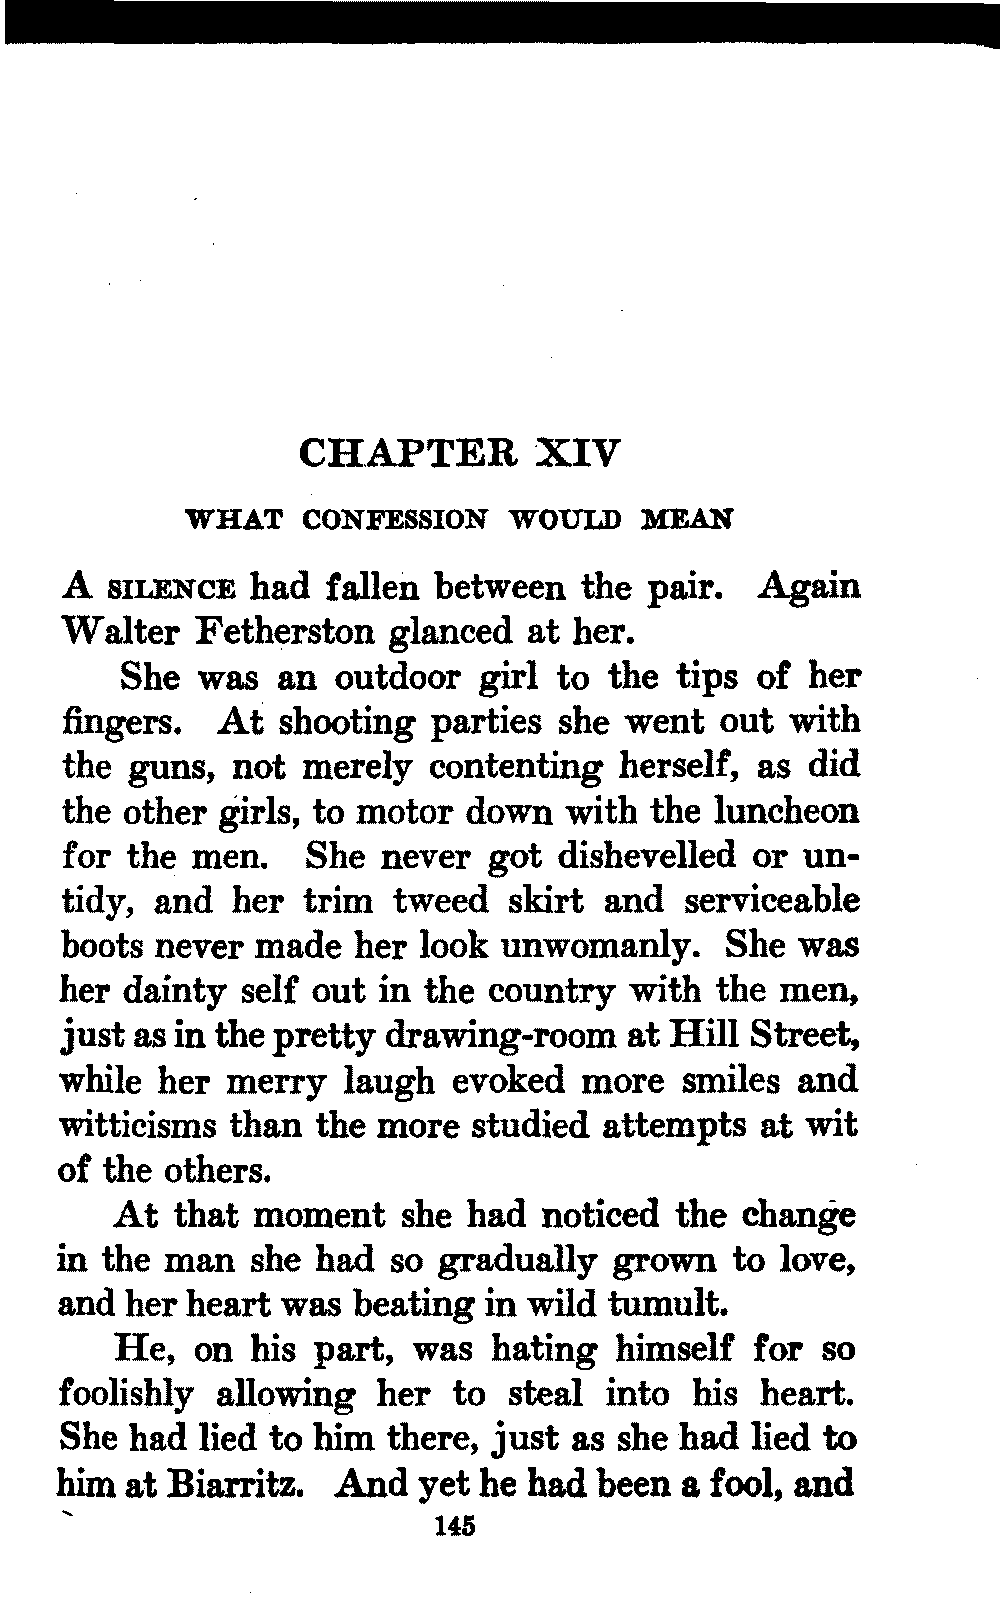 CHAPTER XIV
WHAT CONFESSION WOULD MEAN
A SILENCE had fallen between the pair. Again
Walter Fetherston glanced at her.
She was an outdoor girl to the tips of her
fingers. At shooting parties she went out with
the guns, not merely contenting herself, as did
the other girls, to motor down with the luncheon
for the men. She never got dishevelled or un-
tidy, and her trim tweed skirt and serviceable
boots never made her look unwomanly. She was
her dainty self out in the country with the men,
just as in the pretty drawing-room at Hill Street,
while her merry laugh evoked more smiles and
witticisms than the more studied attempts at wit
of the others.
At that moment she had noticed the change
in the man she had so gradually grown to love,
and her heart was beating in wild tumult.
He, on his part, was hating himself for so
foolishly allowing her to steal into his heart.
She had lied to him there, just as she had lied to
him at Biarritz. And yet he had been a fool, and
145